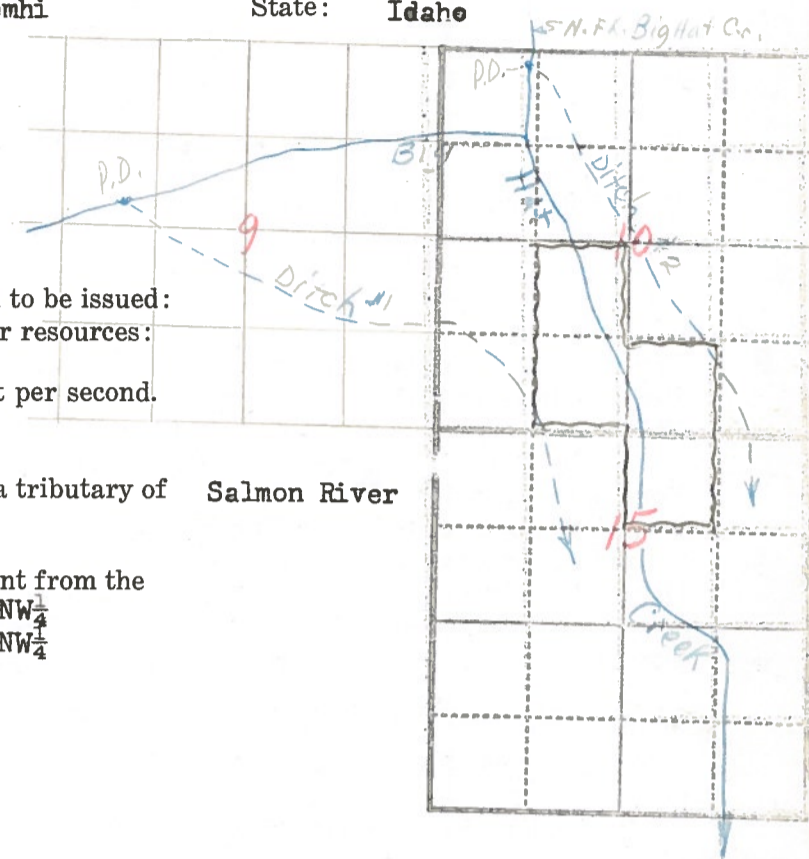 emhi State: Idaho
N. Fk. Big Hat Cr.
P.D.
Big
P.D.
Hat
Ditch #2
9
10
Ditch #1
to be issued:
r resources:
t per second.
a tributary of Salmon River
15
nt from the
NW¼
NW¼
Creek